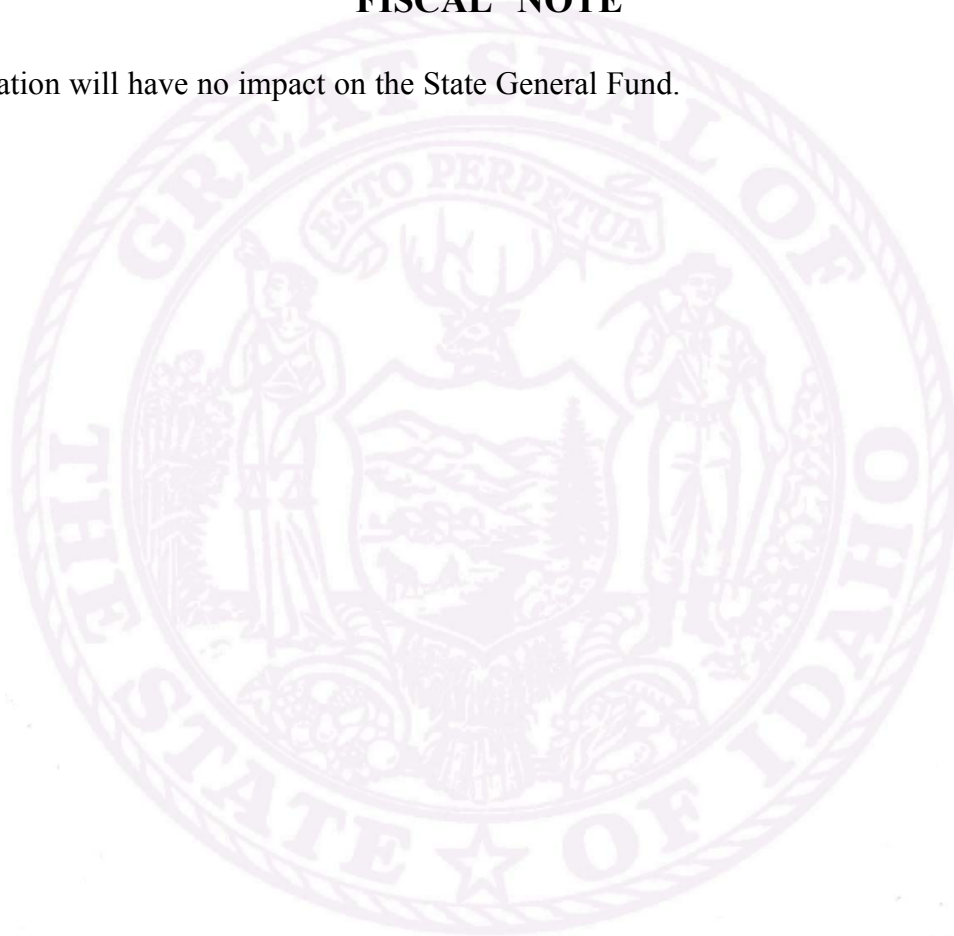 FISCAL NOTE
ation will have no impact on the State General Fund.
GREAT SEAL OF
ESTO PERPETUA
THE STATE OF IDAHO